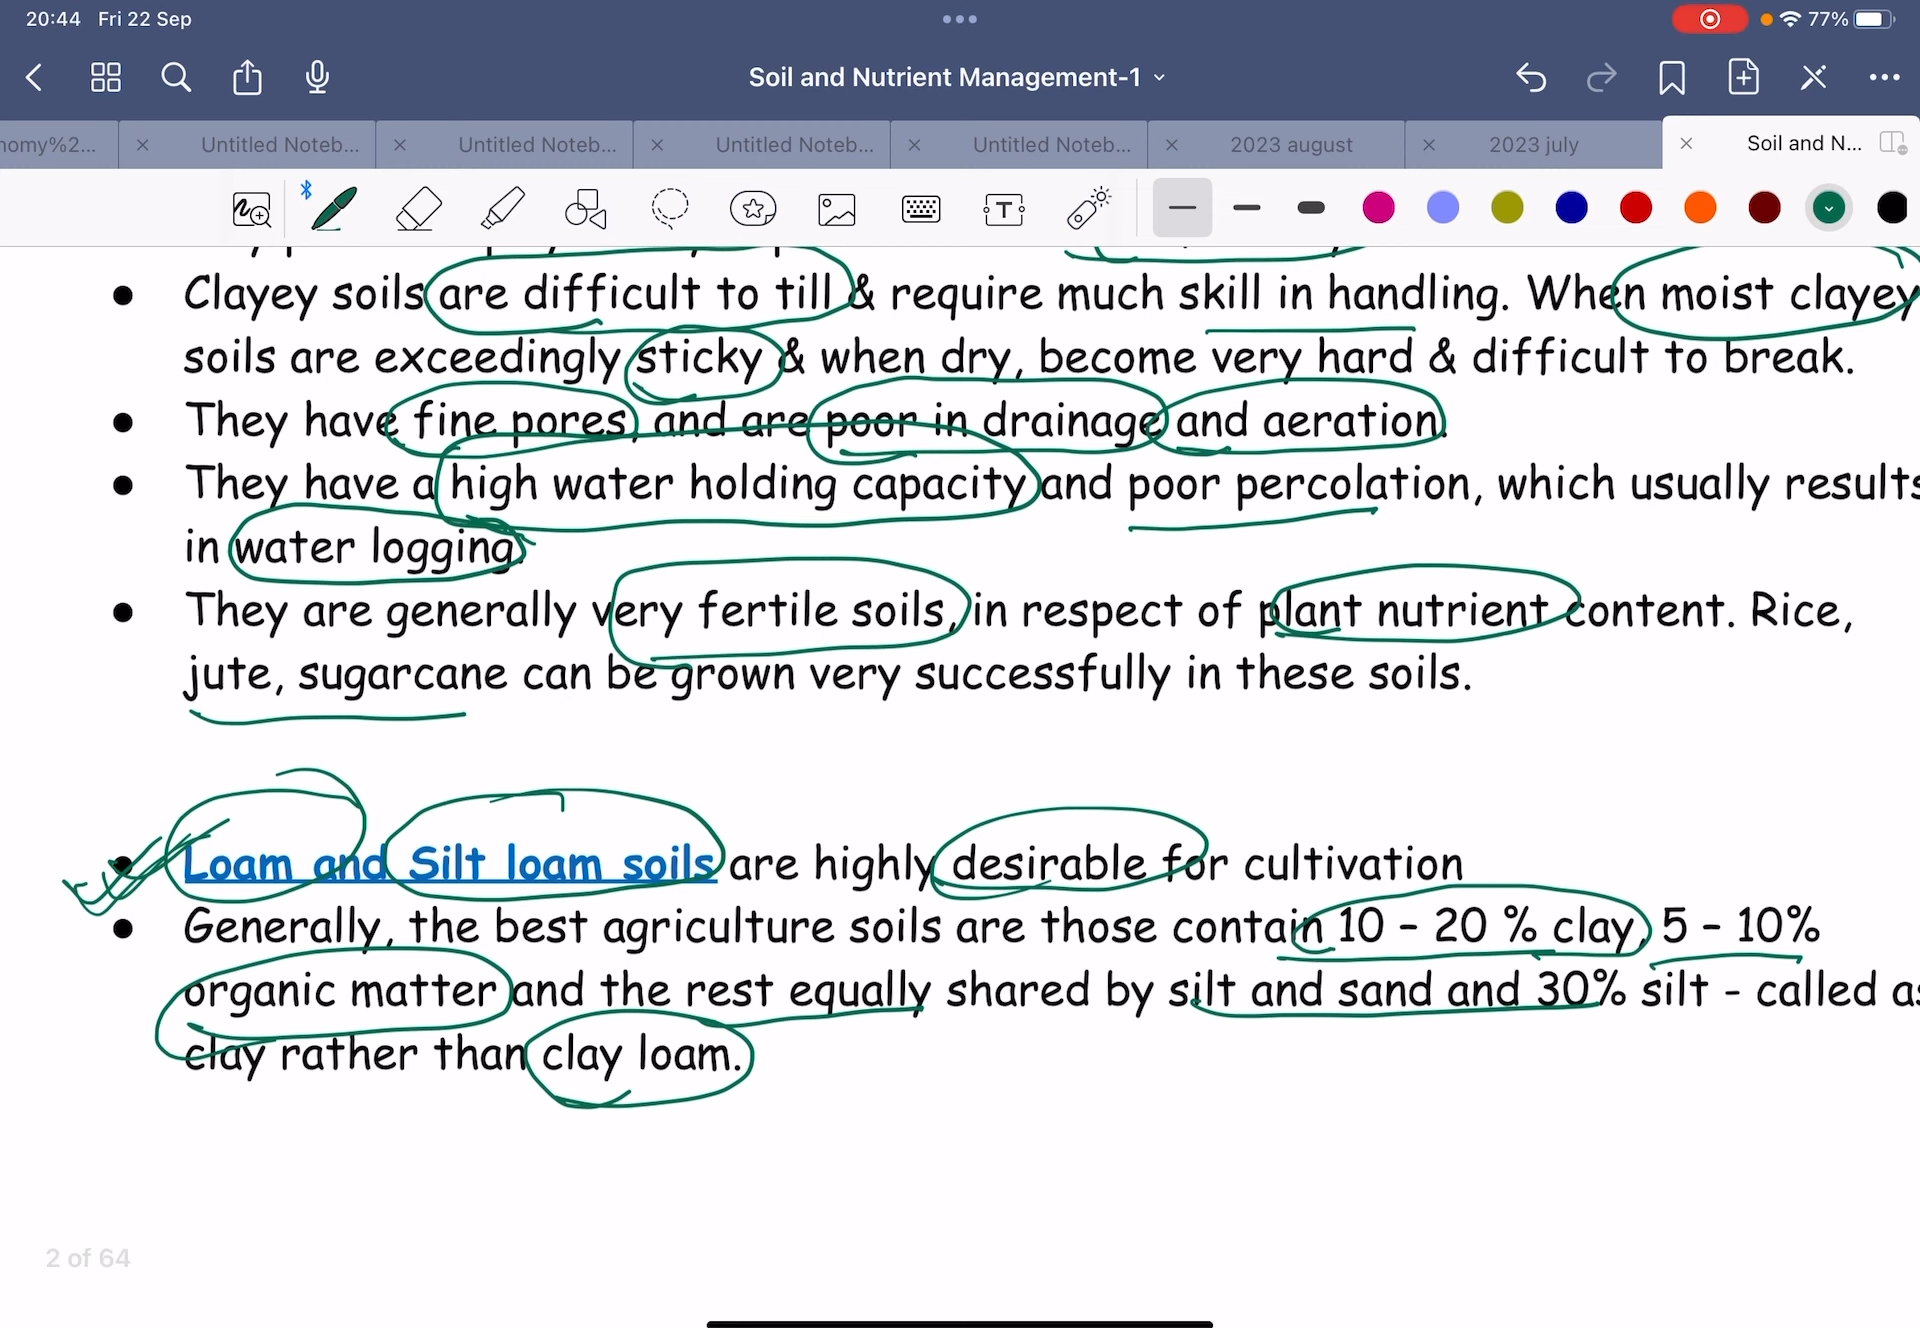 20:44 Fri 22 Sep
77%
Soil and Nutrient Management-1
nomy%2... Untitled Noteb... Untitled Noteb... Untitled Noteb... Untitled Noteb... 2023 august 2023 july Soil and N...
T
• Clayey soils are difficult to till & require much skill in handling. When moist clayey
soils are exceedingly sticky & when dry, become very hard & difficult to break.
• They have fine pores, and are poor in drainage and aeration.
• They have a high water holding capacity and poor percolation, which usually results
in water logging.
• They are generally very fertile soils, in respect of plant nutrient content. Rice,
jute, sugarcane can be grown very successfully in these soils.
• Loam and Silt loam soils are highly desirable for cultivation
• Generally, the best agriculture soils are those contain 10 – 20 % clay, 5 – 10%
organic matter and the rest equally shared by silt and sand and 30% silt - called as
clay rather than clay loam.
2 of 64